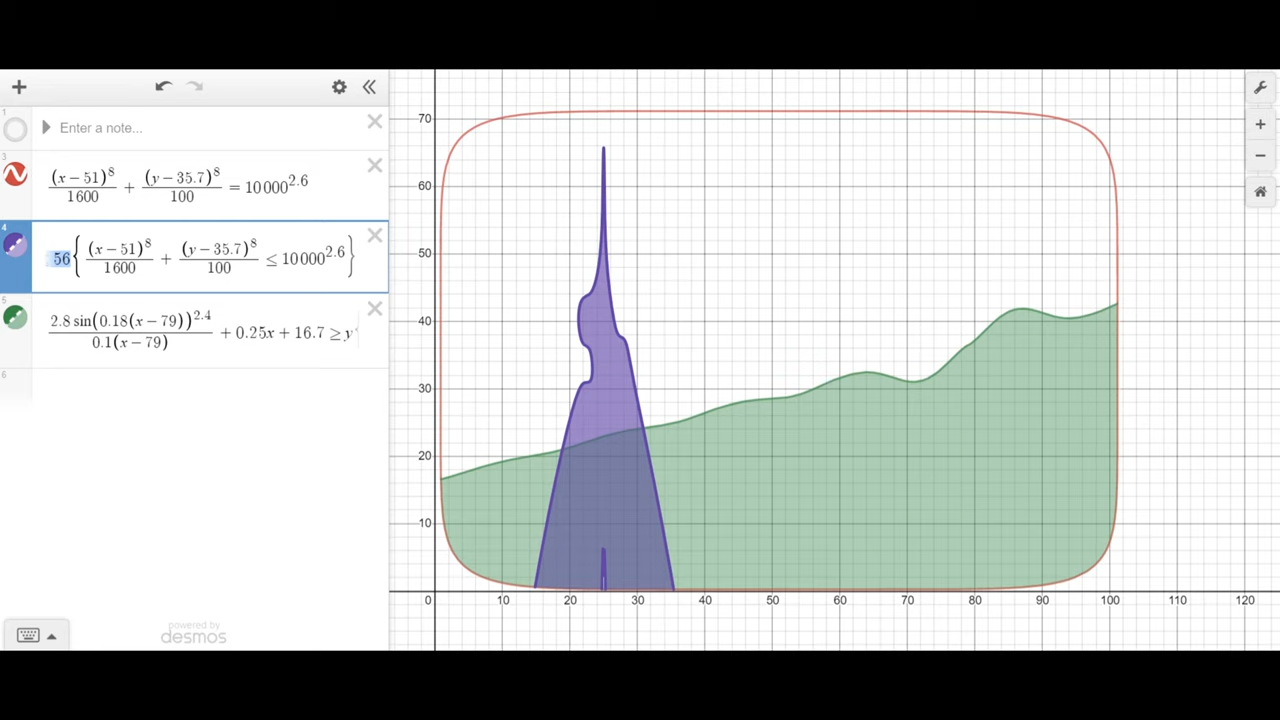 1
Enter a note...
3
(x−51)^8/1600 + (y−35.7)^8/100 = 10000^2.6
4
56{(x−51)^8/1600 + (y−35.7)^8/100 ≤ 10000^2.6}
5
2.8 sin(0.18(x−79))^2.4/0.1(x−79) + 0.25x + 16.7 ≥ y
6
powered by
desmos
70
60
50
40
30
20
10
0 10 20 30 40 50 60 70 80 90 100 110 120